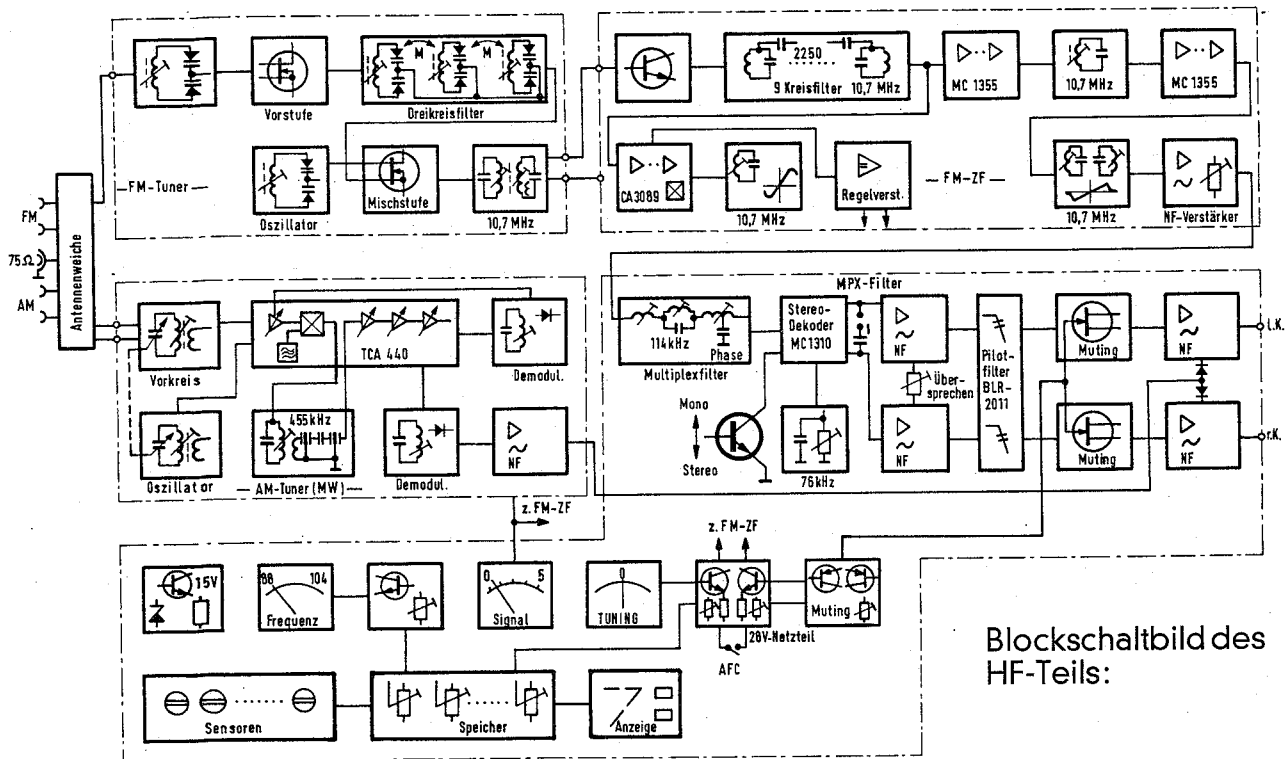 Vorstufe
M
M
Dreikreisfilter
— FM-Tuner —
Oszillator
Mischstufe
10,7 MHz
2250
9 Kreisfilter 10,7 MHz
MC 1355
10,7 MHz
MC 1355
CA3089
10,7 MHz
Regelverst.
— FM-ZF —
10,7 MHz
NF-Verstärker
FM
75Ω
AM
Antennenweiche
Vorkreis
TCA 440
Demodul.
Oszillator
455kHz
— AM-Tuner (MW) —
Demodul.
NF
MPX-Filter
114kHz
Phase
Multiplexfilter
Stereo-
Dekoder
MC1310
NF
Über-
sprechen
NF
Pilot-
filter
BLR-
2011
Muting
Muting
NF
NF
l.K.
r.K.
Mono
Stereo
76kHz
z. FM-ZF
z. FM-ZF
15V
88 104
Frequenz
0 5
Signal
0
TUNING
28V-Netzteil
AFC
Muting
Sensoren
Speicher
Anzeige
Blockschaltbild des
HF-Teils: